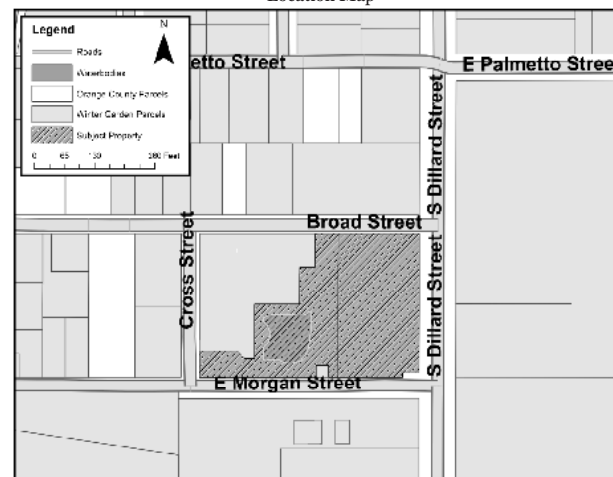 Location Map
Legend
N
Roads
Waterbodies
Orange County Parcels
Winter Garden Parcels
Subject Property
0 65 130 260 Feet
etto Street
E Palmetto Stree
S Dillard Street
Broad Street
Cross Street
S Dillard Street
E Morgan Street